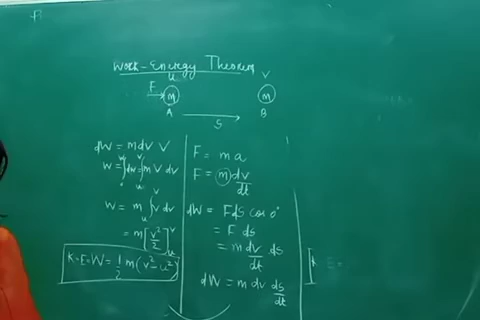 Work-Energy Theorem
u v
F m m
A B
S
dW = mdv V
W = ∫dw = ∫m V dv
W = m ∫ v dv
= m [v²/2]
K.E = W = 1/2 m(v² - u²)
F = ma
F = m dv/dt
dW = F ds cos 0°
= F ds
= m dv/dt ds
dW = m dv ds/dt
E =